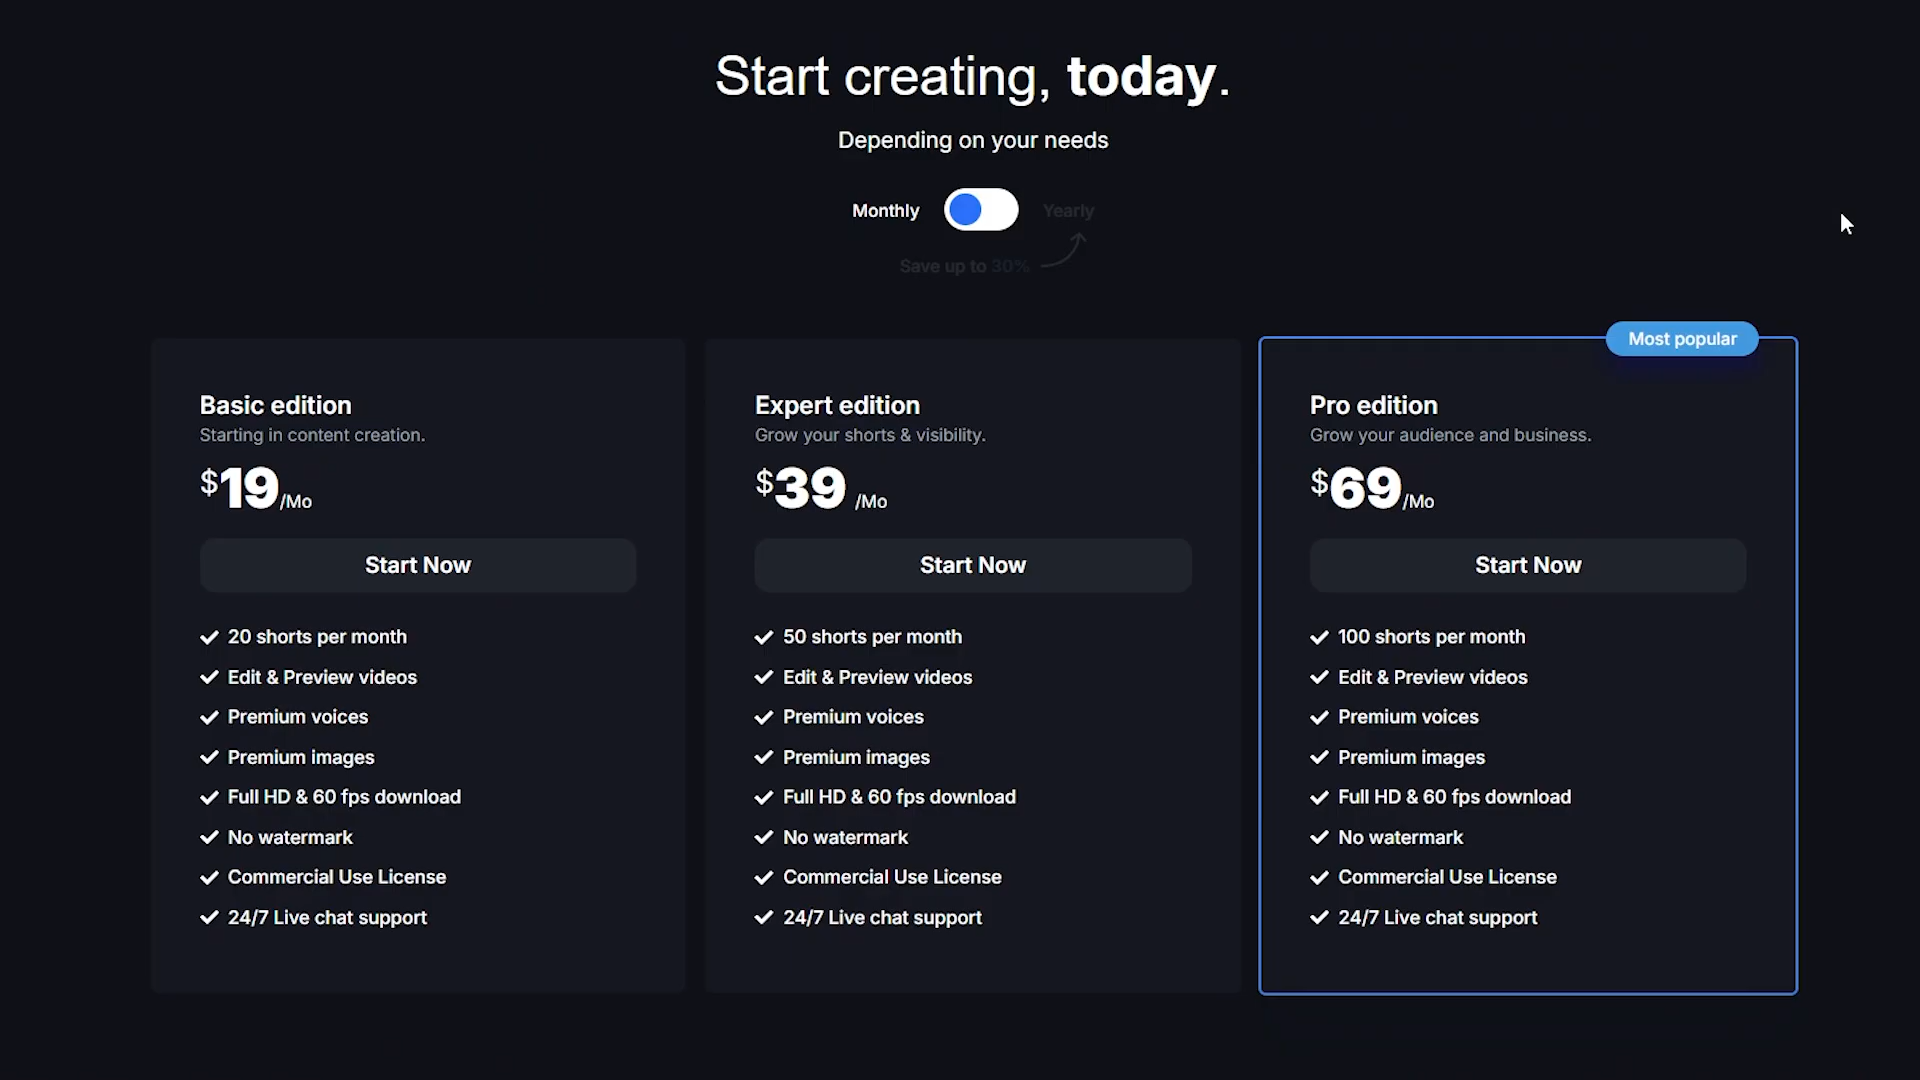 Start creating, today.
Depending on your needs
Monthly
Yearly
Save up to 30%
Most popular
Basic edition
Starting in content creation.
$19/Mo
Start Now
20 shorts per month
Edit & Preview videos
Premium voices
Premium images
Full HD & 60 fps download
No watermark
Commercial Use License
24/7 Live chat support
Expert edition
Grow your shorts & visibility.
$39 /Mo
Start Now
50 shorts per month
Edit & Preview videos
Premium voices
Premium images
Full HD & 60 fps download
No watermark
Commercial Use License
24/7 Live chat support
Pro edition
Grow your audience and business.
$69/Mo
Start Now
100 shorts per month
Edit & Preview videos
Premium voices
Premium images
Full HD & 60 fps download
No watermark
Commercial Use License
24/7 Live chat support